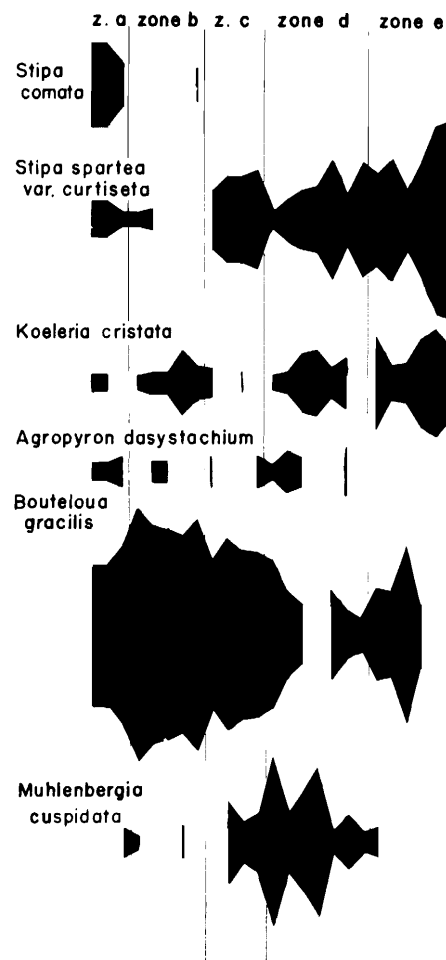 z. a zone b z. c zone d zone e
Stipa
comata
Stipa spartea
var. curtiseta
Koeleria cristata
Agropyron dasystachium
Bouteloua
gracilis
Muhlenbergia
cuspidata